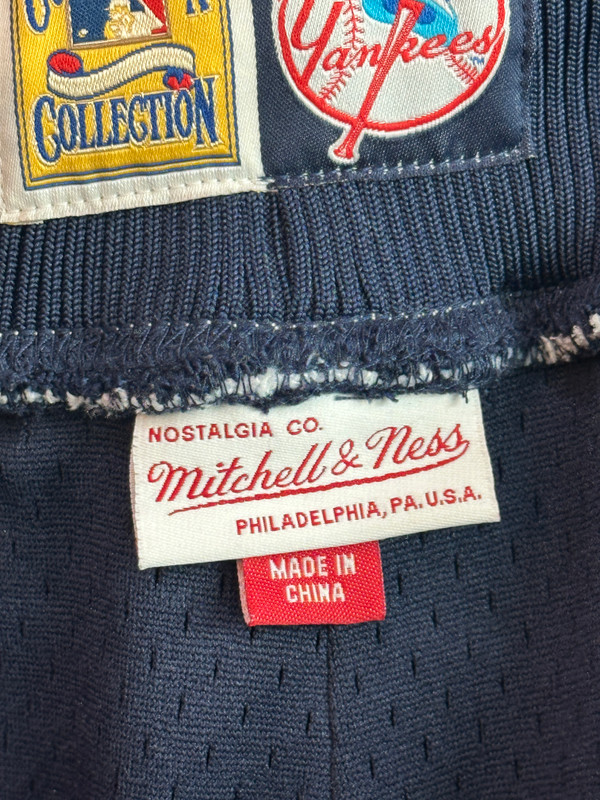 COLLECTION
Yankees
NOSTALGIA CO.
Mitchell & Ness
PHILADELPHIA, PA. U.S.A.
MADE IN
CHINA